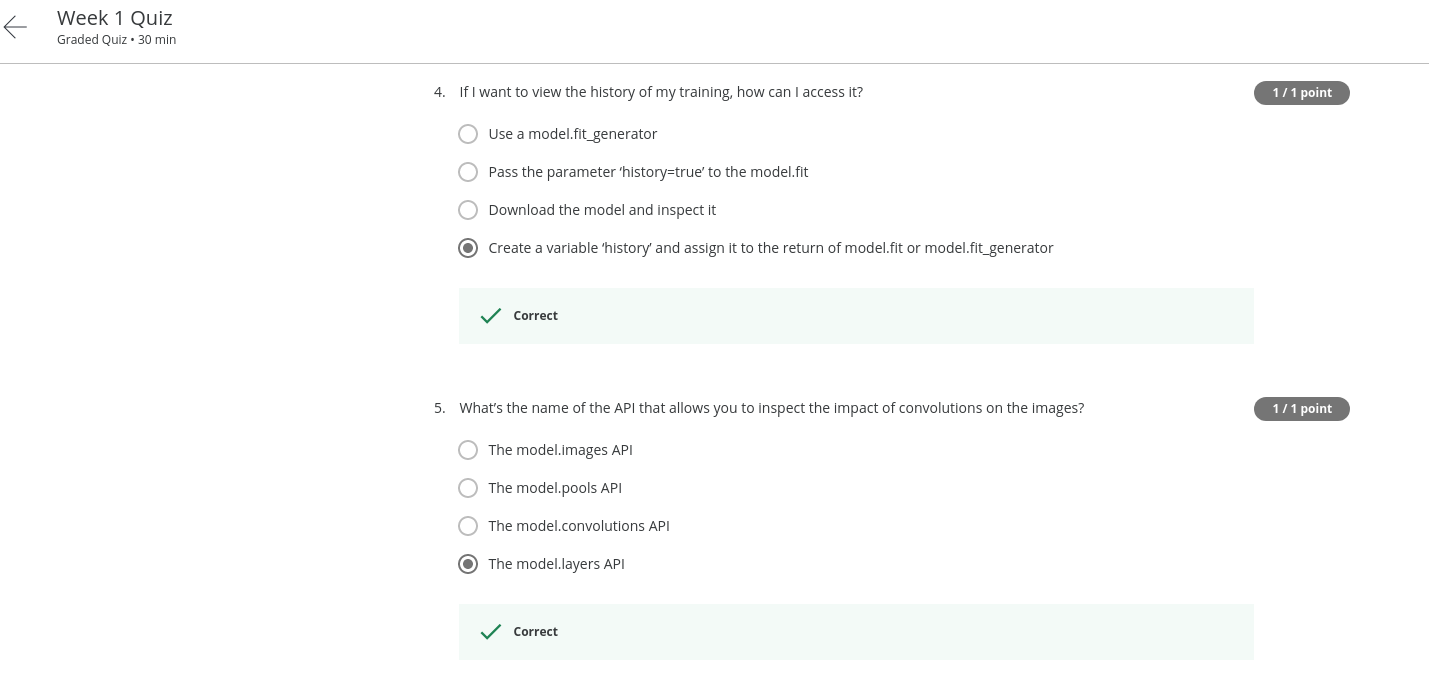 Week 1 Quiz
Graded Quiz • 30 min
4. If I want to view the history of my training, how can I access it?
1 / 1 point
Use a model.fit_generator
Pass the parameter ‘history=true’ to the model.fit
Download the model and inspect it
Create a variable ‘history’ and assign it to the return of model.fit or model.fit_generator
Correct
5. What’s the name of the API that allows you to inspect the impact of convolutions on the images?
1 / 1 point
The model.images API
The model.pools API
The model.convolutions API
The model.layers API
Correct